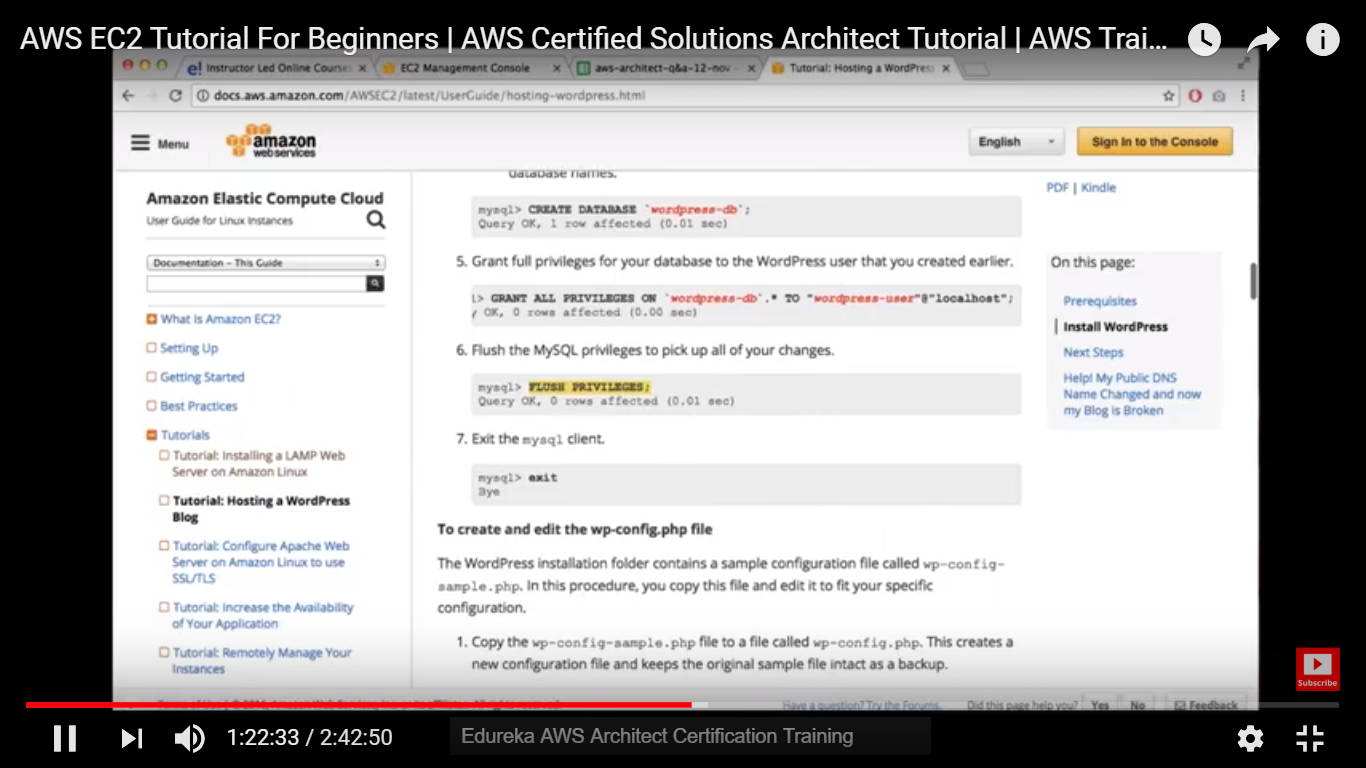 AWS EC2 Tutorial For Beginners | AWS Certified Solutions Architect Tutorial | AWS Trai...
e! Instructor Led Online Courses
EC2 Management Console
aws-architect-q&a-12-nov -
Tutorial: Hosting a WordPress
docs.aws.amazon.com/AWSEC2/latest/UserGuide/hosting-wordpress.html
Menu
amazon
webservices
English
Sign In to the Console
Amazon Elastic Compute Cloud
User Guide for Linux Instances
Documentation - This Guide
What Is Amazon EC2?
Setting Up
Getting Started
Best Practices
Tutorials
Tutorial: Installing a LAMP Web
Server on Amazon Linux
Tutorial: Hosting a WordPress
Blog
Tutorial: Configure Apache Web
Server on Amazon Linux to use
SSL/TLS
Tutorial: Increase the Availability
of Your Application
Tutorial: Remotely Manage Your
Instances
database names.
mysql> CREATE DATABASE `wordpress-db`;
Query OK, 1 row affected (0.01 sec)
5. Grant full privileges for your database to the WordPress user that you created earlier.
> GRANT ALL PRIVILEGES ON `wordpress-db`.* TO "wordpress-user"@"localhost";
OK, 0 rows affected (0.00 sec)
6. Flush the MySQL privileges to pick up all of your changes.
mysql> FLUSH PRIVILEGES;
Query OK, 0 rows affected (0.01 sec)
7. Exit the mysql client.
mysql> exit
Bye
To create and edit the wp-config.php file
The WordPress installation folder contains a sample configuration file called wp-config-
sample.php. In this procedure, you copy this file and edit it to fit your specific
configuration.
1. Copy the wp-config-sample.php file to a file called wp-config.php. This creates a
new configuration file and keeps the original sample file intact as a backup.
PDF | Kindle
On this page:
Prerequisites
Install WordPress
Next Steps
Help! My Public DNS
Name Changed and now
my Blog is Broken
Have a question? Try the Forums.
Did this page help you?
Yes
No
Feedback
Subscribe
1:22:33 / 2:42:50
Edureka AWS Architect Certification Training